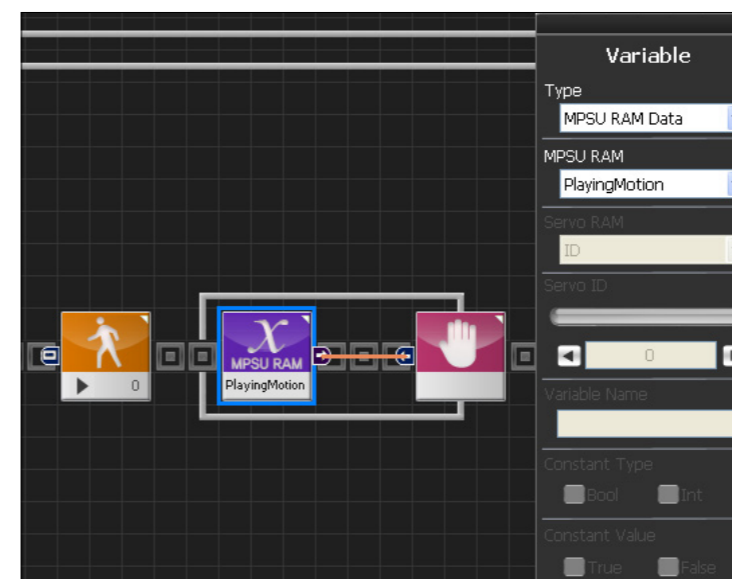 Variable
Type
MPSU RAM Data
MPSU RAM
PlayingMotion
Servo RAM
ID
Servo ID
0
Variable Name
Constant Type
Bool Int
Constant Value
True False
0
X
MPSU RAM
PlayingMotion